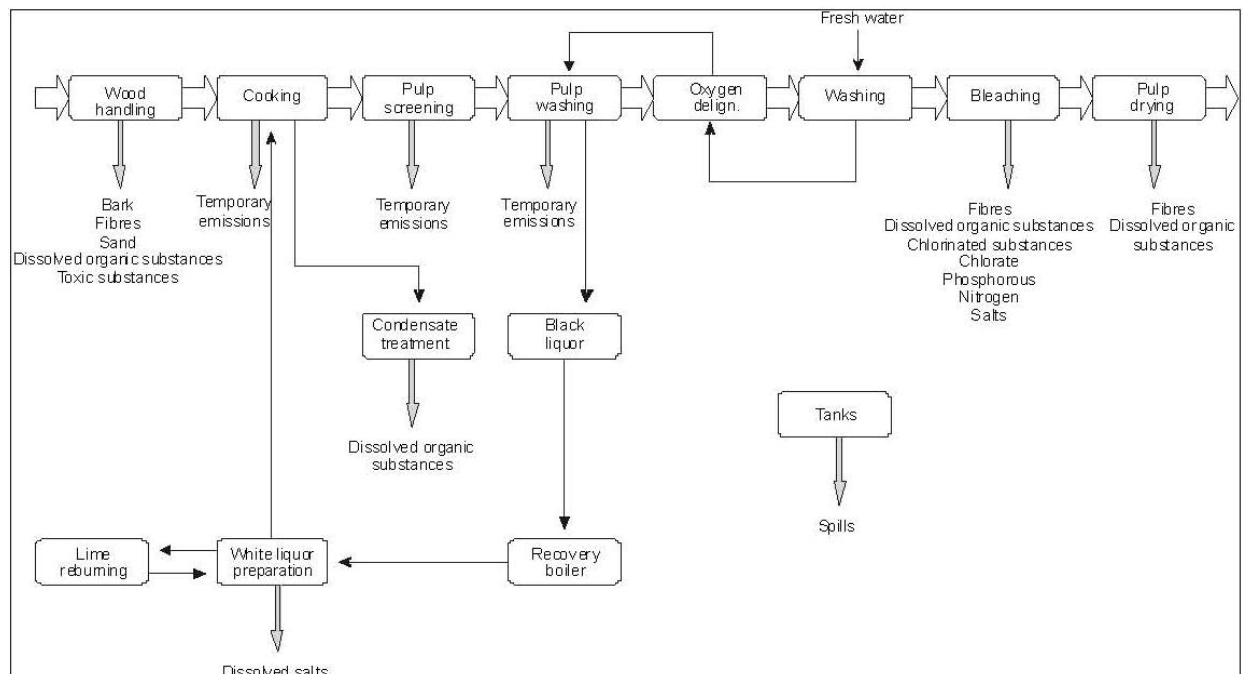 Fresh water
Wood
handling
Cooking
Pulp
screening
Pulp
washing
Oxygen
delign.
Washing
Bleaching
Pulp
drying
Bark
Fibres
Sand
Dissolved organic substances
Toxic substances
Temporary
emissions
Temporary
emissions
Temporary
emissions
Fibres
Dissolved organic substances
Chlorinated substances
Chlorate
Phosphorous
Nitrogen
Salts
Fibres
Dissolved organic
substances
Condensate
treatment
Black
liquor
Tanks
Dissolved organic
substances
Spills
Lime
reburning
White liquor
preparation
Recovery
boiler
Dissolved salts